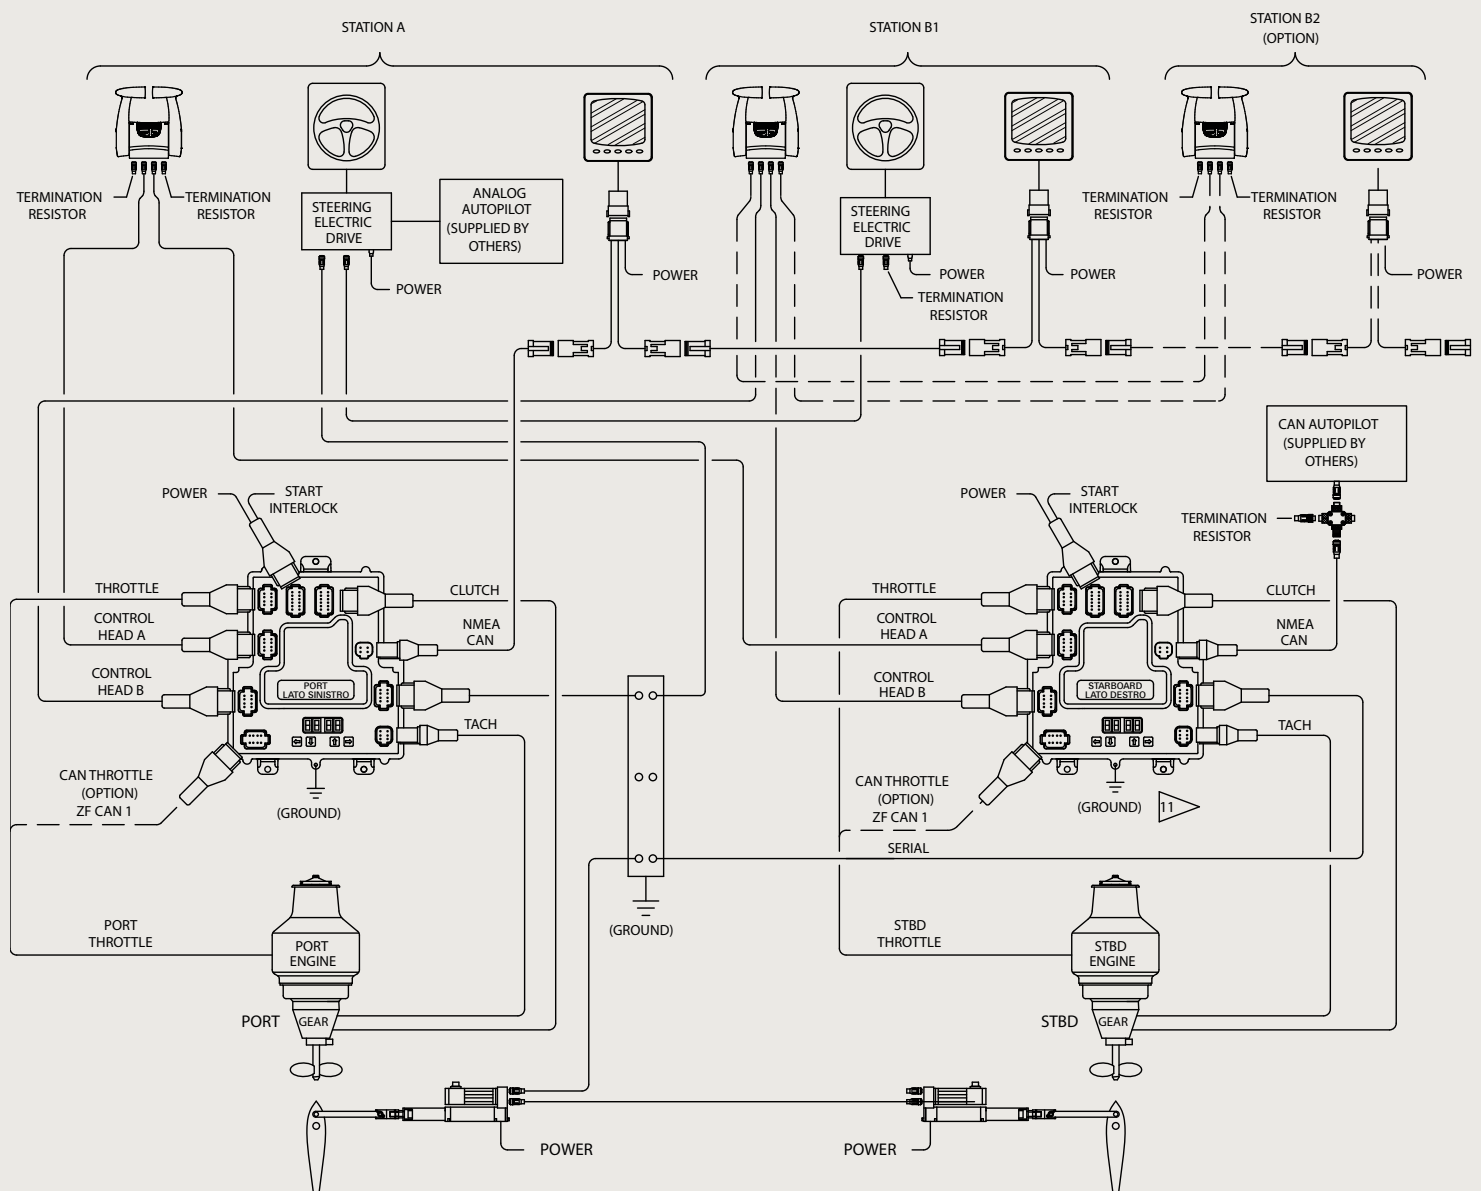 STATION A
STATION B1
STATION B2
(OPTION)
TERMINATION
RESISTOR
TERMINATION
RESISTOR
STEERING
ELECTRIC
DRIVE
ANALOG
AUTOPILOT
(SUPPLIED BY
OTHERS)
POWER
POWER
STEERING
ELECTRIC
DRIVE
POWER
TERMINATION
RESISTOR
POWER
TERMINATION
RESISTOR
TERMINATION
RESISTOR
POWER
CAN AUTOPILOT
(SUPPLIED BY
OTHERS)
TERMINATION
RESISTOR
POWER
START
INTERLOCK
THROTTLE
CONTROL
HEAD A
CONTROL
HEAD B
CLUTCH
NMEA
CAN
PORT
LATO SINISTRO
TACH
CAN THROTTLE
(OPTION)
ZF CAN 1
(GROUND)
POWER
START
INTERLOCK
THROTTLE
CONTROL
HEAD A
CONTROL
HEAD B
CLUTCH
NMEA
CAN
STARBOARD
LATO DESTRO
TACH
CAN THROTTLE
(OPTION)
ZF CAN 1
(GROUND)
11
SERIAL
(GROUND)
PORT
THROTTLE
PORT
ENGINE
PORT
GEAR
STBD
THROTTLE
STBD
ENGINE
STBD
GEAR
POWER
POWER